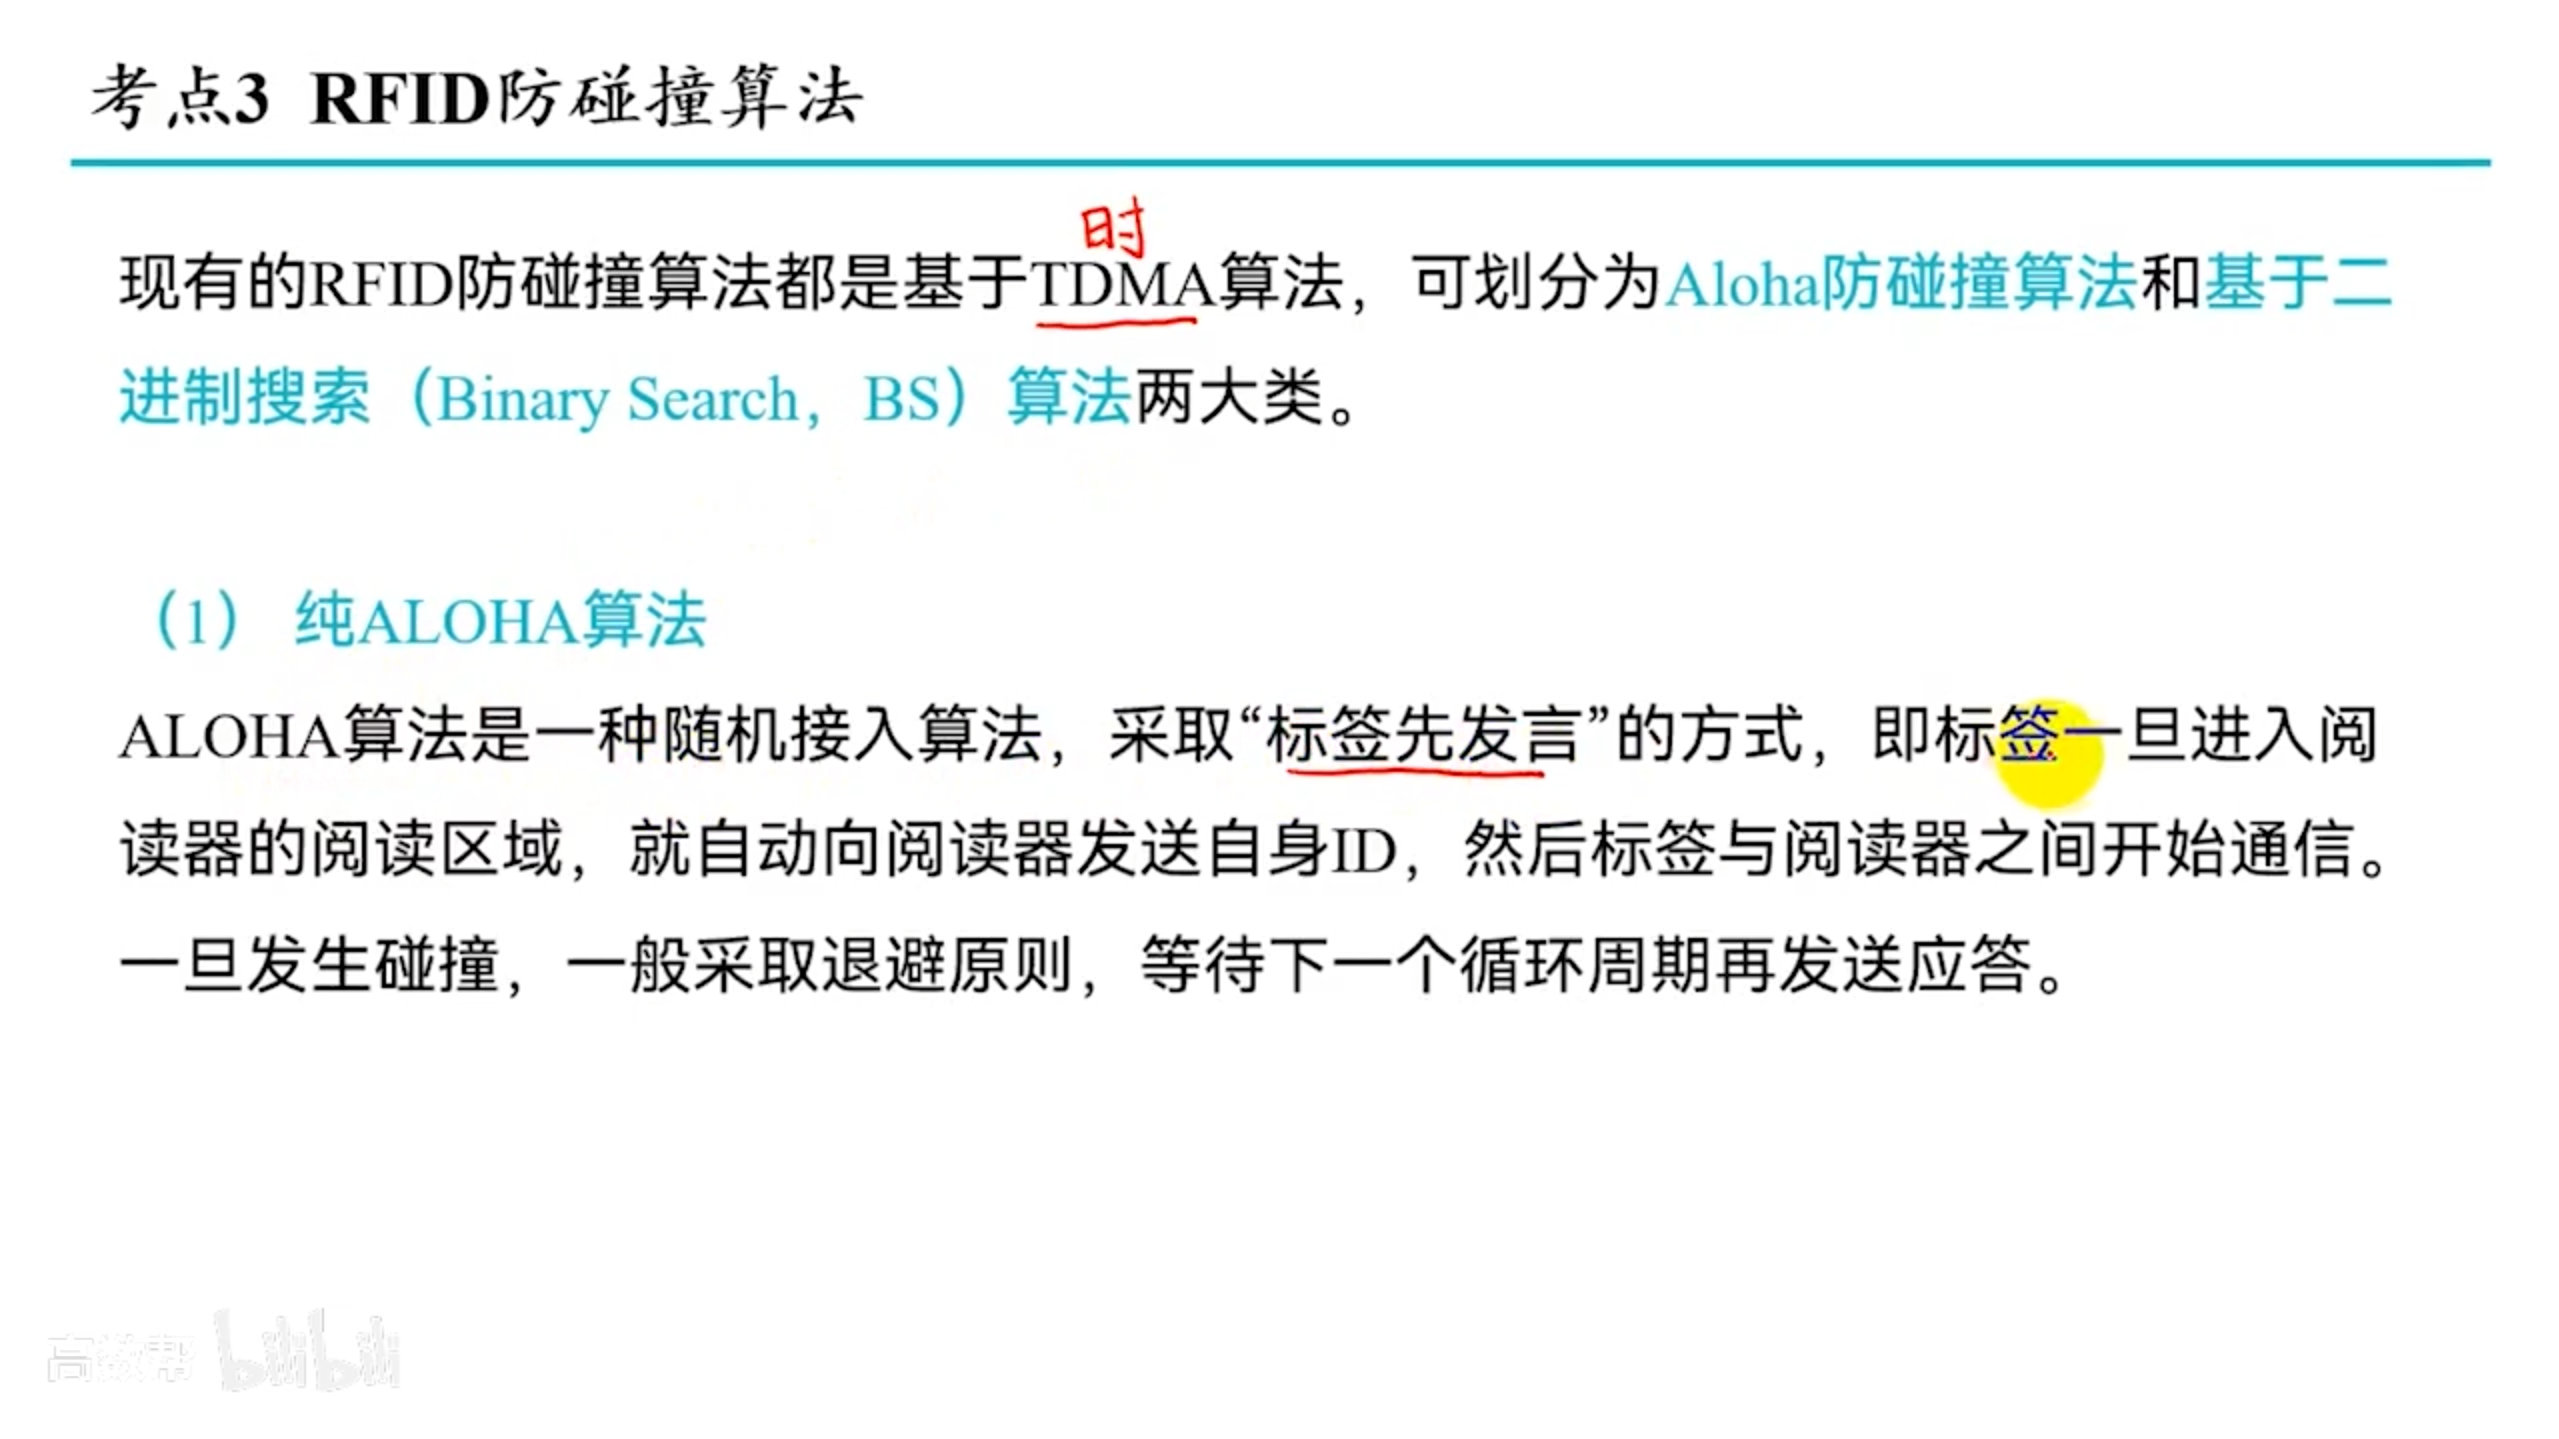 考点3 RFID防碰撞算法
时
现有的RFID防碰撞算法都是基于TDMA算法，可划分为Aloha防碰撞算法和基于二
进制搜索（Binary Search，BS）算法两大类。
（1） 纯ALOHA算法
ALOHA算法是一种随机接入算法，采取“标签先发言”的方式，即标签一旦进入阅
读器的阅读区域，就自动向阅读器发送自身ID，然后标签与阅读器之间开始通信。
一旦发生碰撞，一般采取退避原则，等待下一个循环周期再发送应答。
高数帮 bilibili